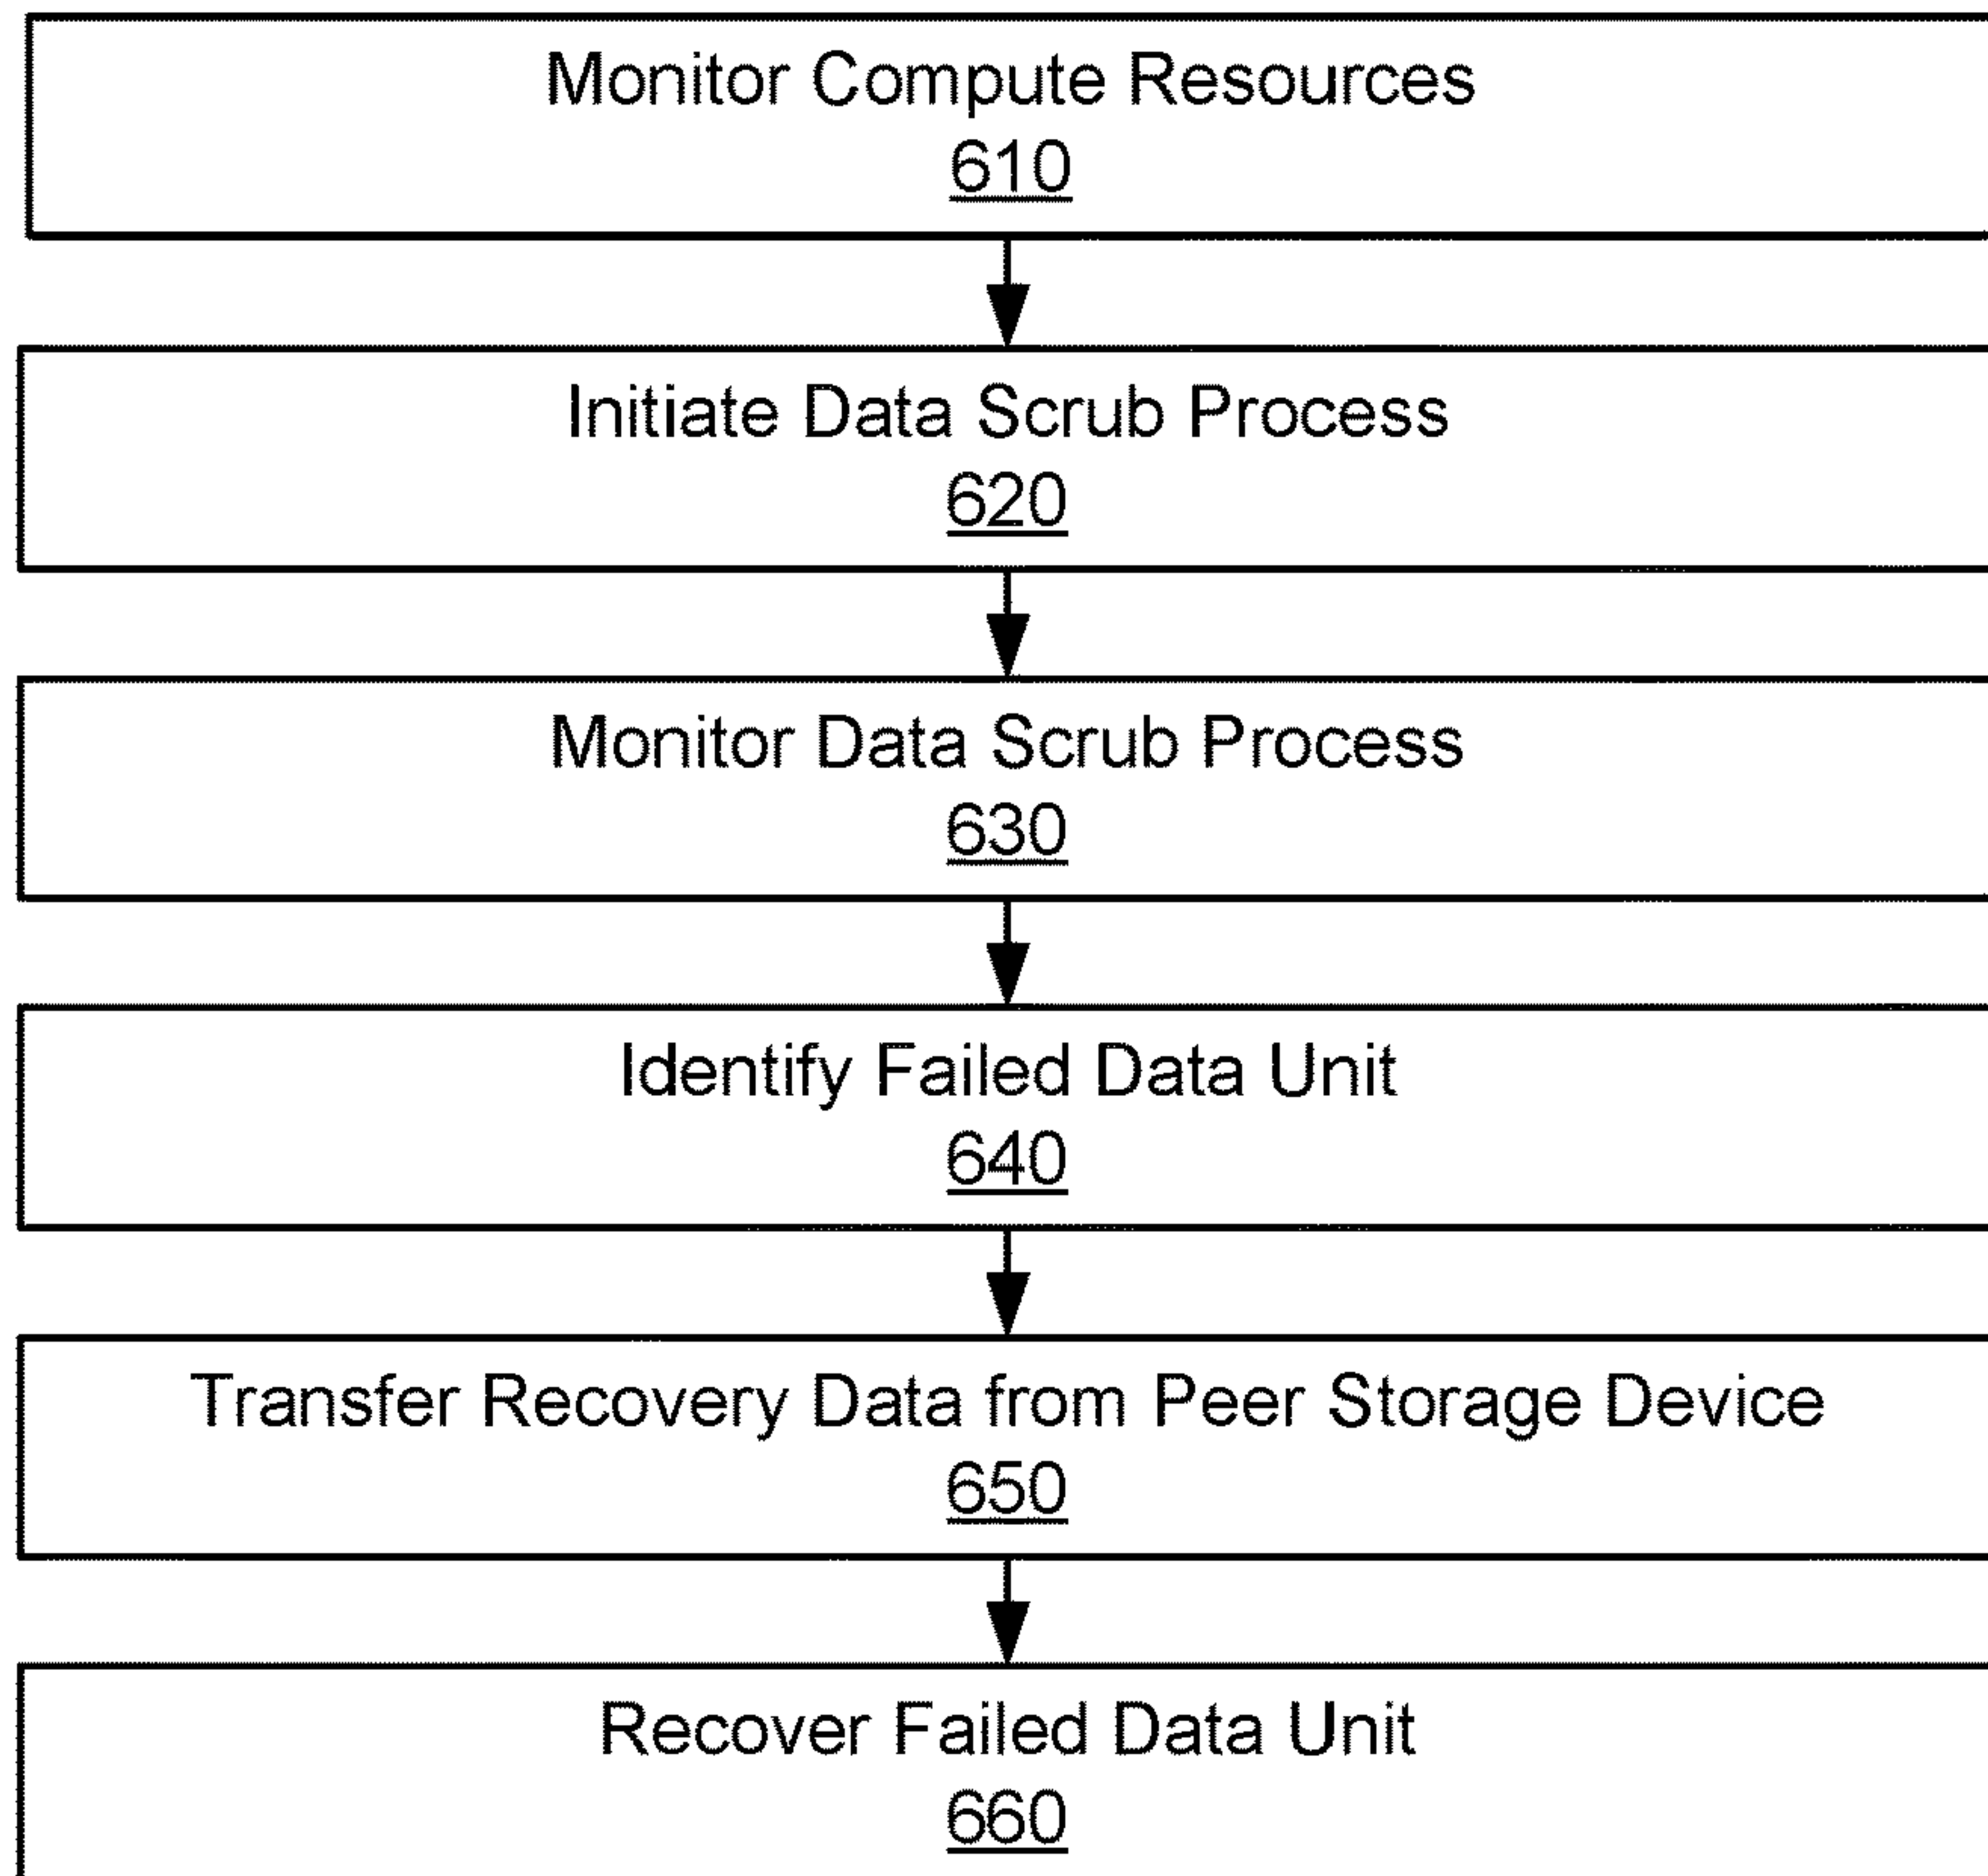 Monitor Compute Resources
610
Initiate Data Scrub Process
620
Monitor Data Scrub Process
630
Identify Failed Data Unit
640
Transfer Recovery Data from Peer Storage Device
650
Recover Failed Data Unit
660